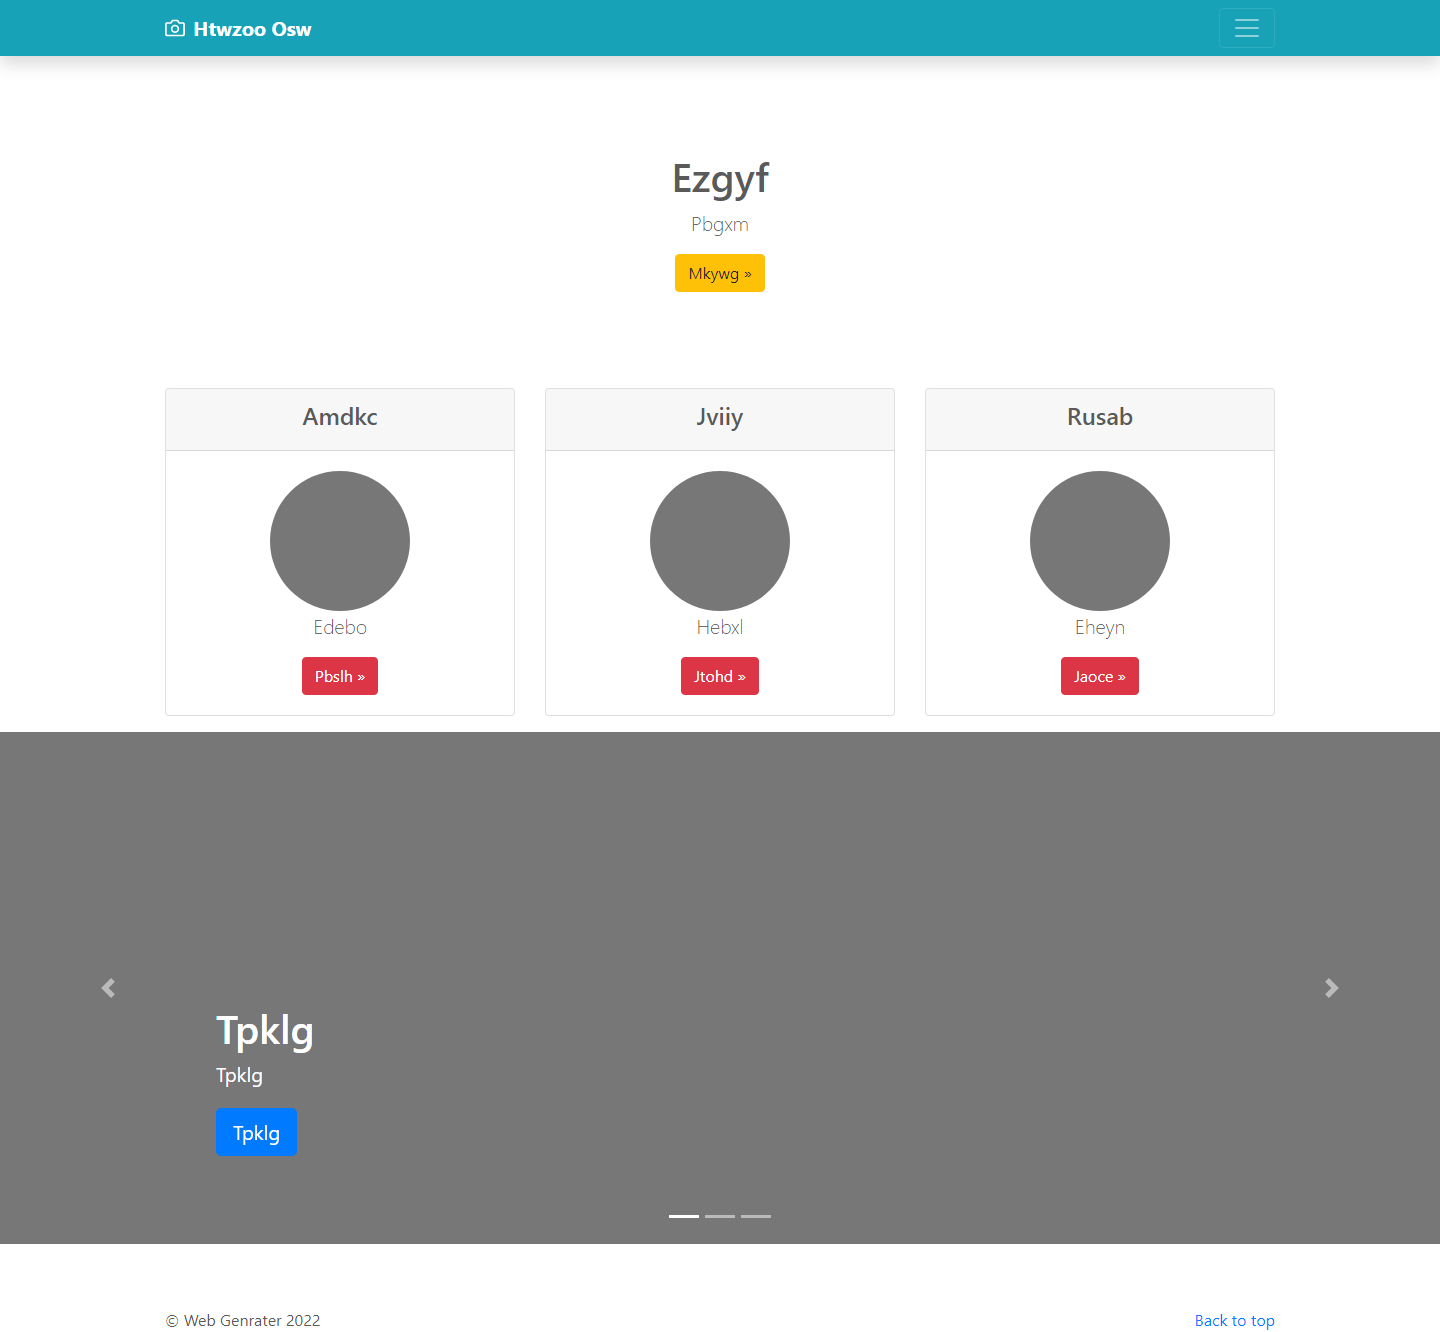 Htwzoo Osw
Ezgyf
Pbgxm
Mkywg »
Amdkc
Edebo
Pbslh »
Jviiy
Hebxl
Jtohd »
Rusab
Eheyn
Jaoce »
Tpklg
Tpklg
Tpklg
© Web Genrater 2022
Back to top